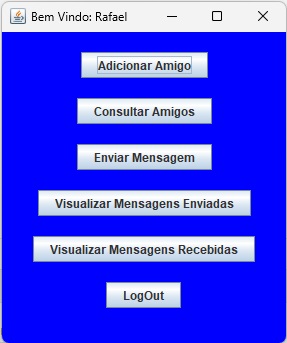 Bem Vindo: Rafael
Adicionar Amigo
Consultar Amigos
Enviar Mensagem
Visualizar Mensagens Enviadas
Visualizar Mensagens Recebidas
LogOut